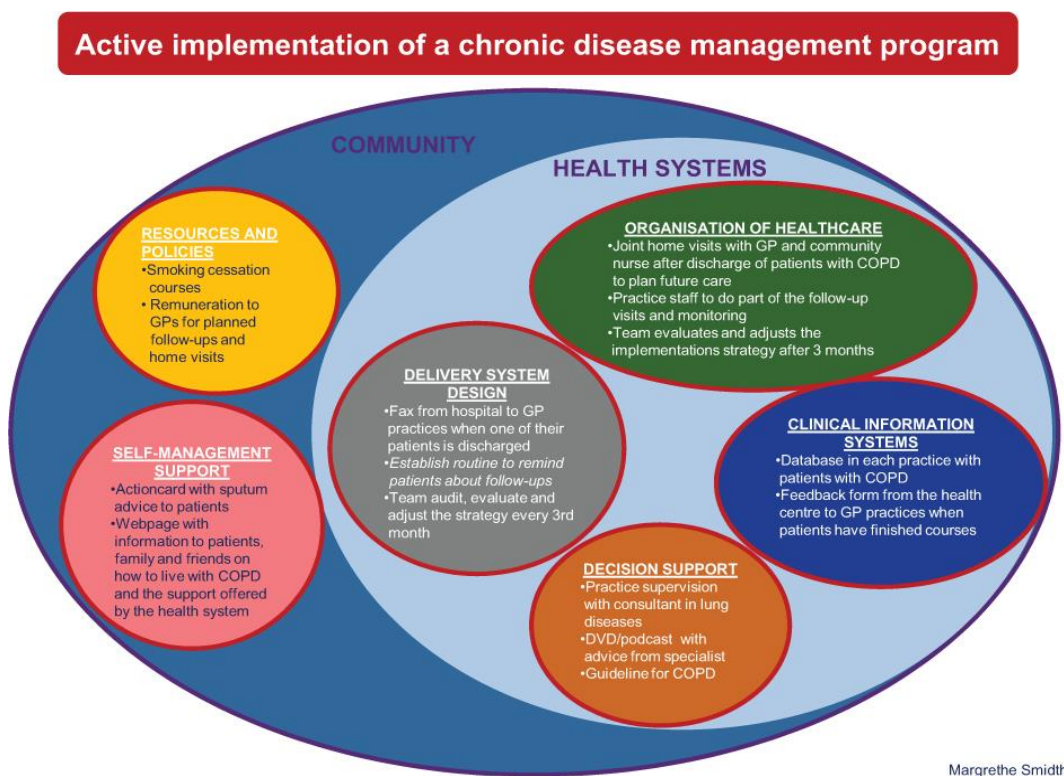 Active implementation of a chronic disease management program
COMMUNITY
HEALTH SYSTEMS
RESOURCES AND
POLICIES
•Smoking cessation
courses
• Remuneration to
GPs for planned
follow-ups and
home visits
ORGANISATION OF HEALTHCARE
•Joint home visits with GP and community
nurse after discharge of patients with COPD
to plan future care
•Practice staff to do part of the follow-up
visits and monitoring
•Team evaluates and adjusts the
implementations strategy after 3 months
DELIVERY SYSTEM
DESIGN
•Fax from hospital to GP
practices when one of their
patients is discharged
•Establish routine to remind
patients about follow-ups
•Team audit, evaluate and
adjust the strategy every 3rd
month
CLINICAL INFORMATION
SYSTEMS
•Database in each practice with
patients with COPD
•Feedback form from the health
centre to GP practices when
patients have finished courses
SELF-MANAGEMENT
SUPPORT
•Actioncard with sputum
advice to patients
•Webpage with
information to patients,
family and friends on
how to live with COPD
and the support offered
by the health system
DECISION SUPPORT
•Practice supervision
with consultant in lung
diseases
•DVD/podcast with
advice from specialist
•Guideline for COPD
Margrethe Smidth